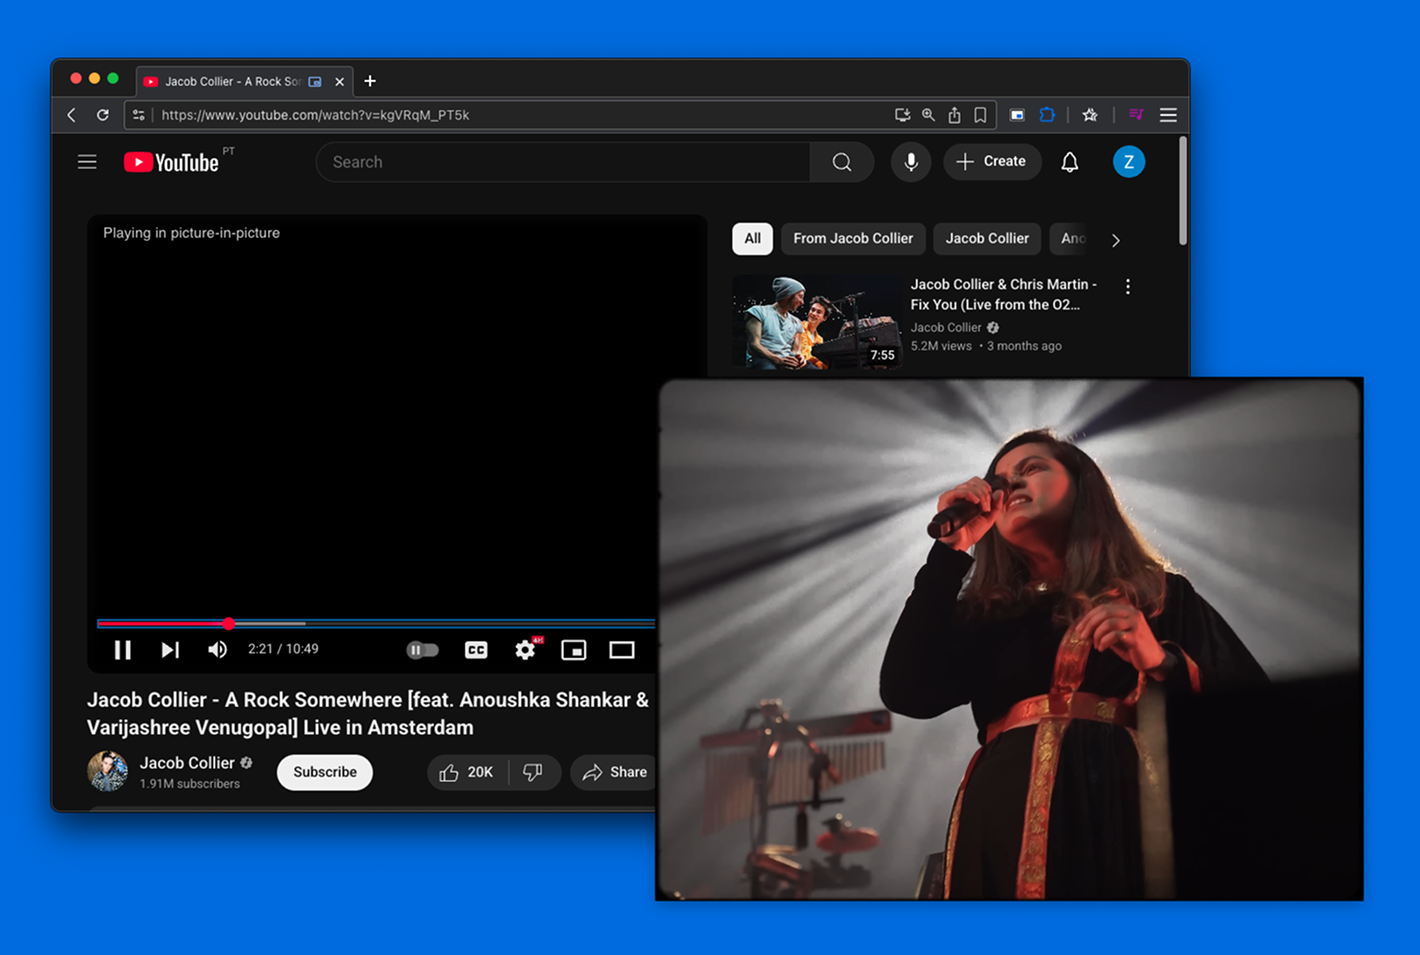 Jacob Collier - A Rock Sor
https://www.youtube.com/watch?v=kgVRqM_PT5k
YouTube PT
Search
Create
Z
Playing in picture-in-picture
All
From Jacob Collier
Jacob Collier
Ano
Jacob Collier & Chris Martin -
Fix You (Live from the O2...
Jacob Collier
5.2M views • 3 months ago
7:55
CC
4K
2:21 / 10:49
Jacob Collier - A Rock Somewhere [feat. Anoushka Shankar &
Varijashree Venugopal] Live in Amsterdam
Jacob Collier
1.91M subscribers
Subscribe
20K
Share